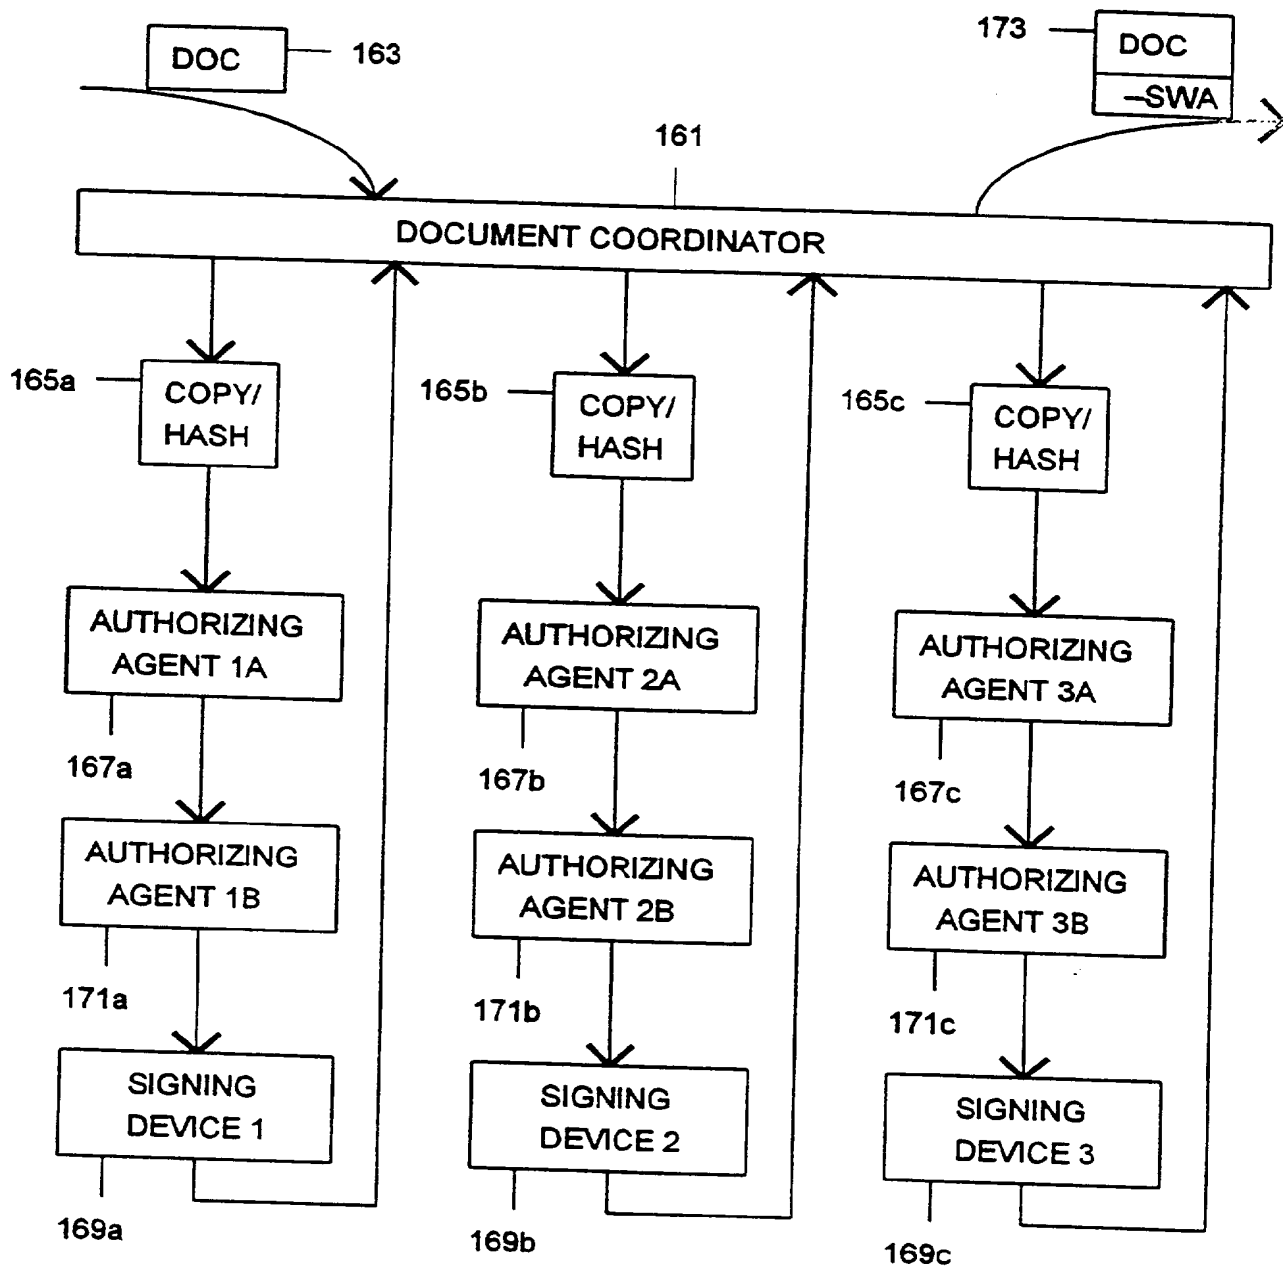 DOC
163
173
DOC
–SWA
161
DOCUMENT COORDINATOR
165a
COPY/
HASH
165b
COPY/
HASH
165c
COPY/
HASH
AUTHORIZING
AGENT 1A
167a
AUTHORIZING
AGENT 2A
167b
AUTHORIZING
AGENT 3A
167c
AUTHORIZING
AGENT 1B
171a
AUTHORIZING
AGENT 2B
171b
AUTHORIZING
AGENT 3B
171c
SIGNING
DEVICE 1
169a
SIGNING
DEVICE 2
169b
SIGNING
DEVICE 3
169c